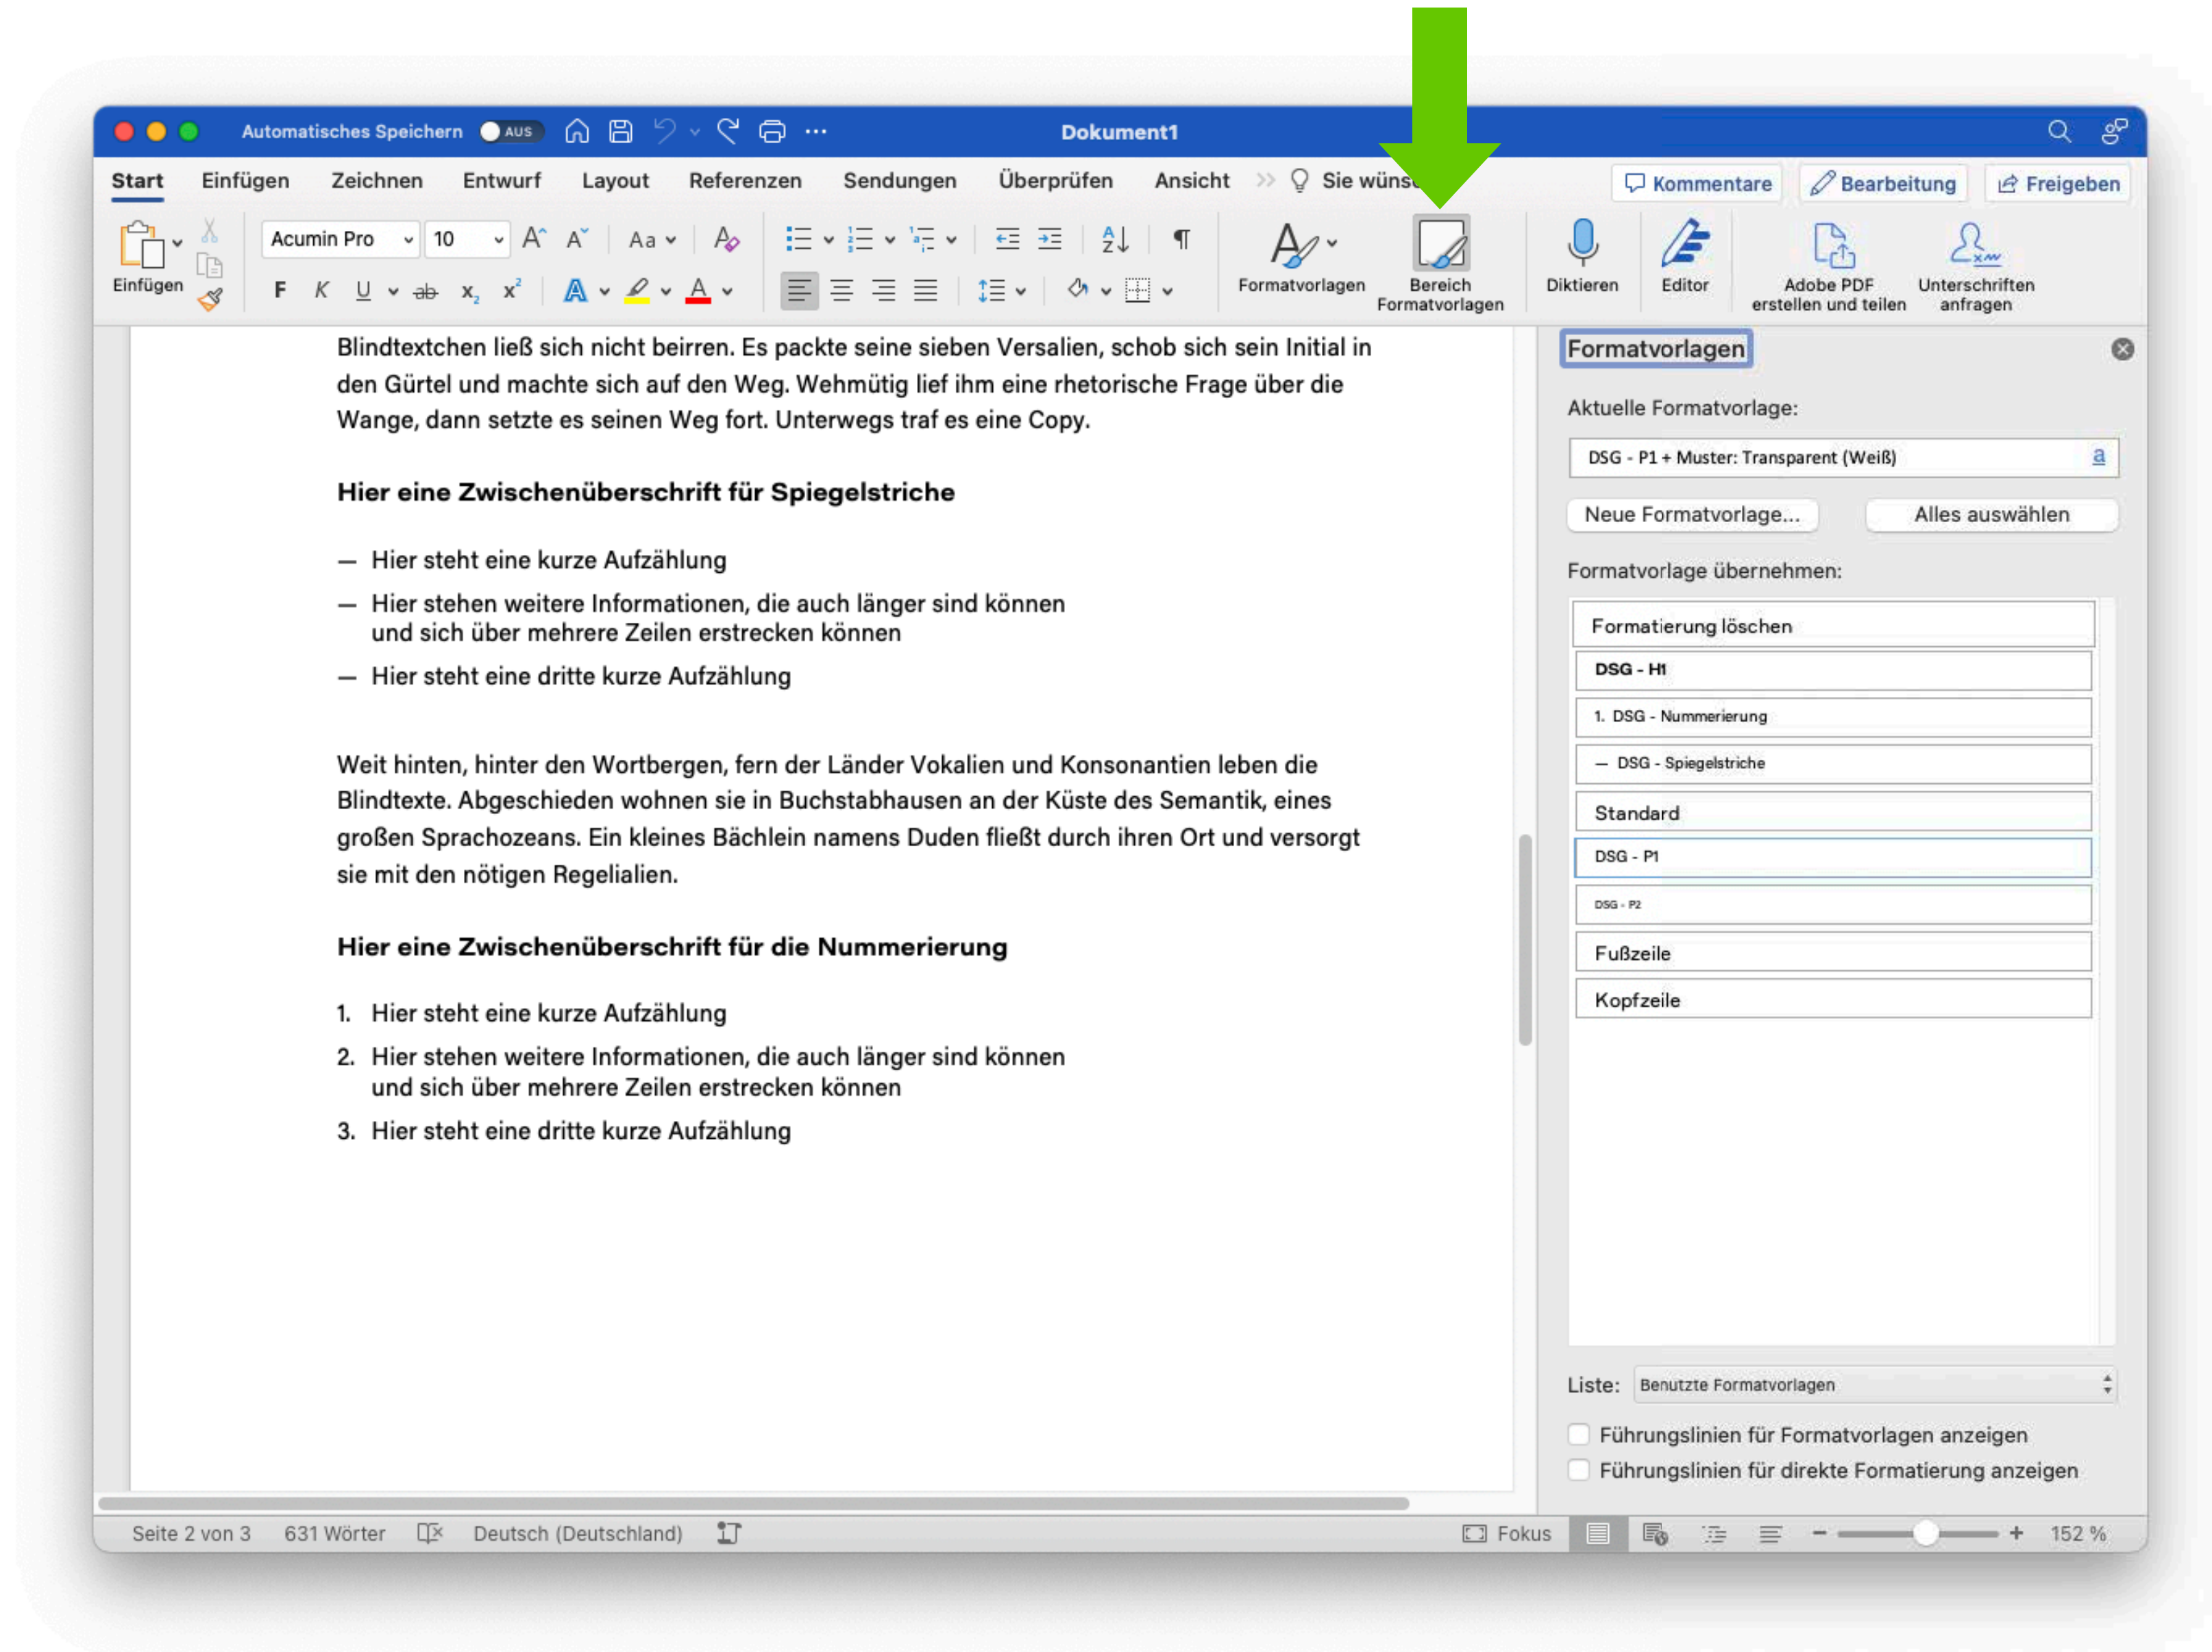 Automatisches Speichern AUS
Dokument1
Start Einfügen Zeichnen Entwurf Layout Referenzen Sendungen Überprüfen Ansicht Sie
Kommentare Bearbeitung Freigeben
Acumin Pro 10
Einfügen
F K U ab x₂ x²
Formatvorlagen
Bereich
Formatvorlagen
Diktieren
Editor
Adobe PDF
erstellen und teilen
Unterschriften
anfragen
Blindtextchen ließ sich nicht beirren. Es packte seine sieben Versalien, schob sich sein Initial in
den Gürtel und machte sich auf den Weg. Wehmütig lief ihm eine rhetorische Frage über die
Wange, dann setzte es seinen Weg fort. Unterwegs traf es eine Copy.
Hier eine Zwischenüberschrift für Spiegelstriche
— Hier steht eine kurze Aufzählung
— Hier stehen weitere Informationen, die auch länger sind können
und sich über mehrere Zeilen erstrecken können
— Hier steht eine dritte kurze Aufzählung
Weit hinten, hinter den Wortbergen, fern der Länder Vokalien und Konsonantien leben die
Blindtexte. Abgeschieden wohnen sie in Buchstabhausen an der Küste des Semantik, eines
großen Sprachozeans. Ein kleines Bächlein namens Duden fließt durch ihren Ort und versorgt
sie mit den nötigen Regelialien.
Hier eine Zwischenüberschrift für die Nummerierung
1. Hier steht eine kurze Aufzählung
2. Hier stehen weitere Informationen, die auch länger sind können
und sich über mehrere Zeilen erstrecken können
3. Hier steht eine dritte kurze Aufzählung
Formatvorlagen
Aktuelle Formatvorlage:
DSG - P1 + Muster: Transparent (Weiß) a
Neue Formatvorlage... Alles auswählen
Formatvorlage übernehmen:
Formatierung löschen
DSG - H1
1. DSG - Nummerierung
— DSG - Spiegelstriche
Standard
DSG - P1
DSG - P2
Fußzeile
Kopfzeile
Liste: Benutzte Formatvorlagen
Führungslinien für Formatvorlagen anzeigen
Führungslinien für direkte Formatierung anzeigen
Seite 2 von 3 631 Wörter Deutsch (Deutschland) Fokus 152 %